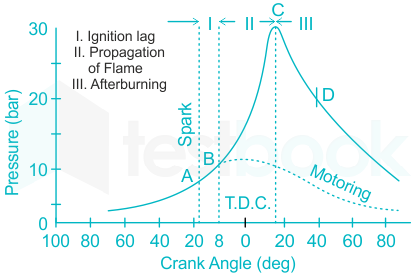 C
I
II
III
30
I. Ignition lag
II. Propagation
of Flame
III. Afterburning
Pressure (bar)
20
Spark
D
testbook
A
B
10
Motoring
T.D.C.
0
100 80 60 40 20 8 0 20 40 60 80
Crank Angle (deg)